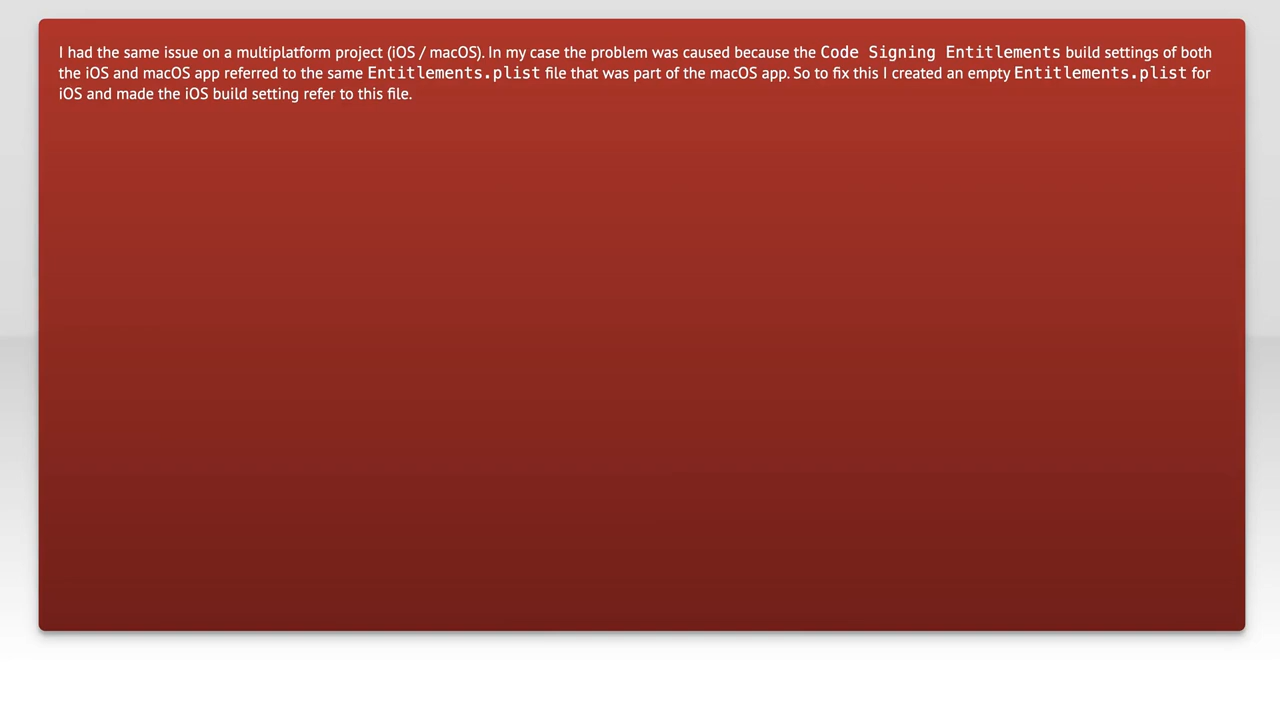 I had the same issue on a multiplatform project (iOS / macOS). In my case the problem was caused because the Code Signing Entitlements build settings of both
the iOS and macOS app referred to the same Entitlements.plist file that was part of the macOS app. So to fix this I created an empty Entitlements.plist for
iOS and made the iOS build setting refer to this file.